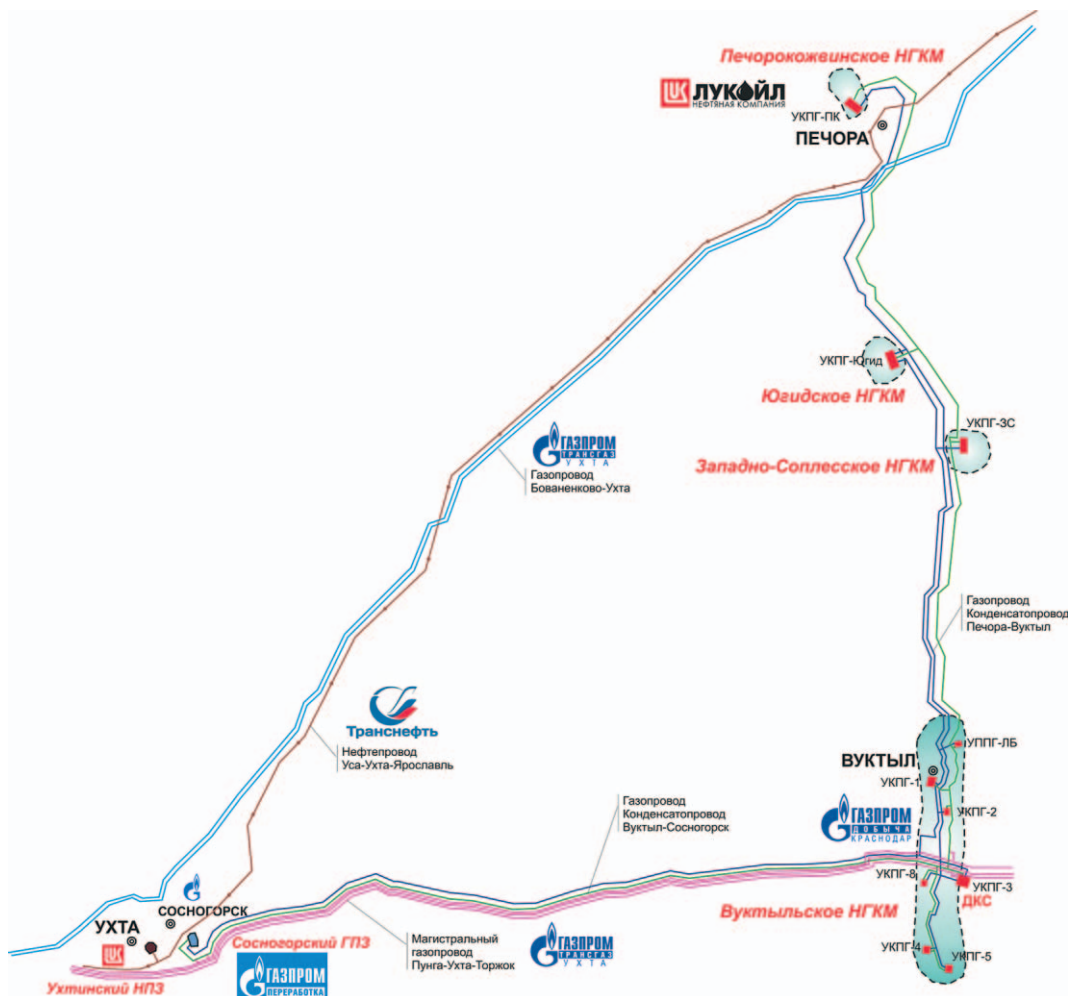 Печорокожвинское НГКМ
ЛУКОЙЛ
НЕФТЯНАЯ КОМПАНИЯ
УКПГ-ПК
ПЕЧОРА
УКПГ-Югид
Югидское НГКМ
УКПГ-ЗС
Западно-Соплесское НГКМ
ГАЗПРОМ
ТРАНСГАЗ
УХТА
Газопровод
Бованенково-Ухта
Газопровод
Конденсатопровод
Печора-Вуктыл
Транснефть
Нефтепровод
Уса-Ухта-Ярославль
УППГ-ЛБ
ВУКТЫЛ
УКПГ-1
УКПГ-2
Газопровод
Конденсатопровод
Вуктыл-Сосногорск
ГАЗПРОМ
ДОБЫЧА
КРАСНОДАР
УКПГ-8
УКПГ-3
ДКС
Вуктыльское НГКМ
СОСНОГОРСК
УХТА
LUK
Сосногорский ГПЗ
Магистральный
газопровод
Пунга-Ухта-Торжок
ГАЗПРОМ
ТРАНСГАЗ
УХТА
УКПГ-4
УКПГ-5
Ухтинский НПЗ
ГАЗПРОМ
ПЕРЕРАБОТКА